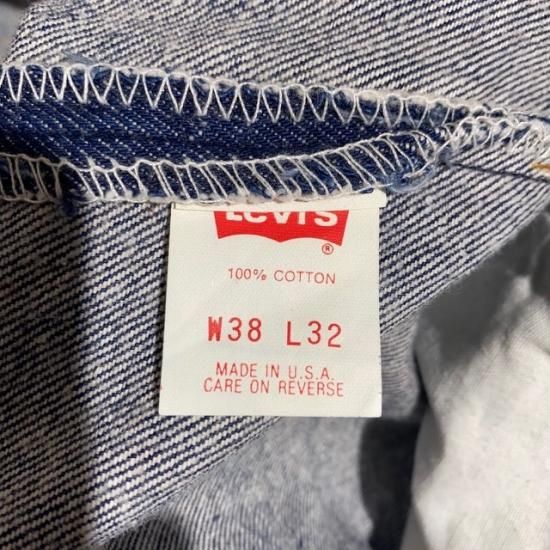 Levi's
®
100% COTTON
W38 L32
MADE IN U.S.A.
CARE ON REVERSE